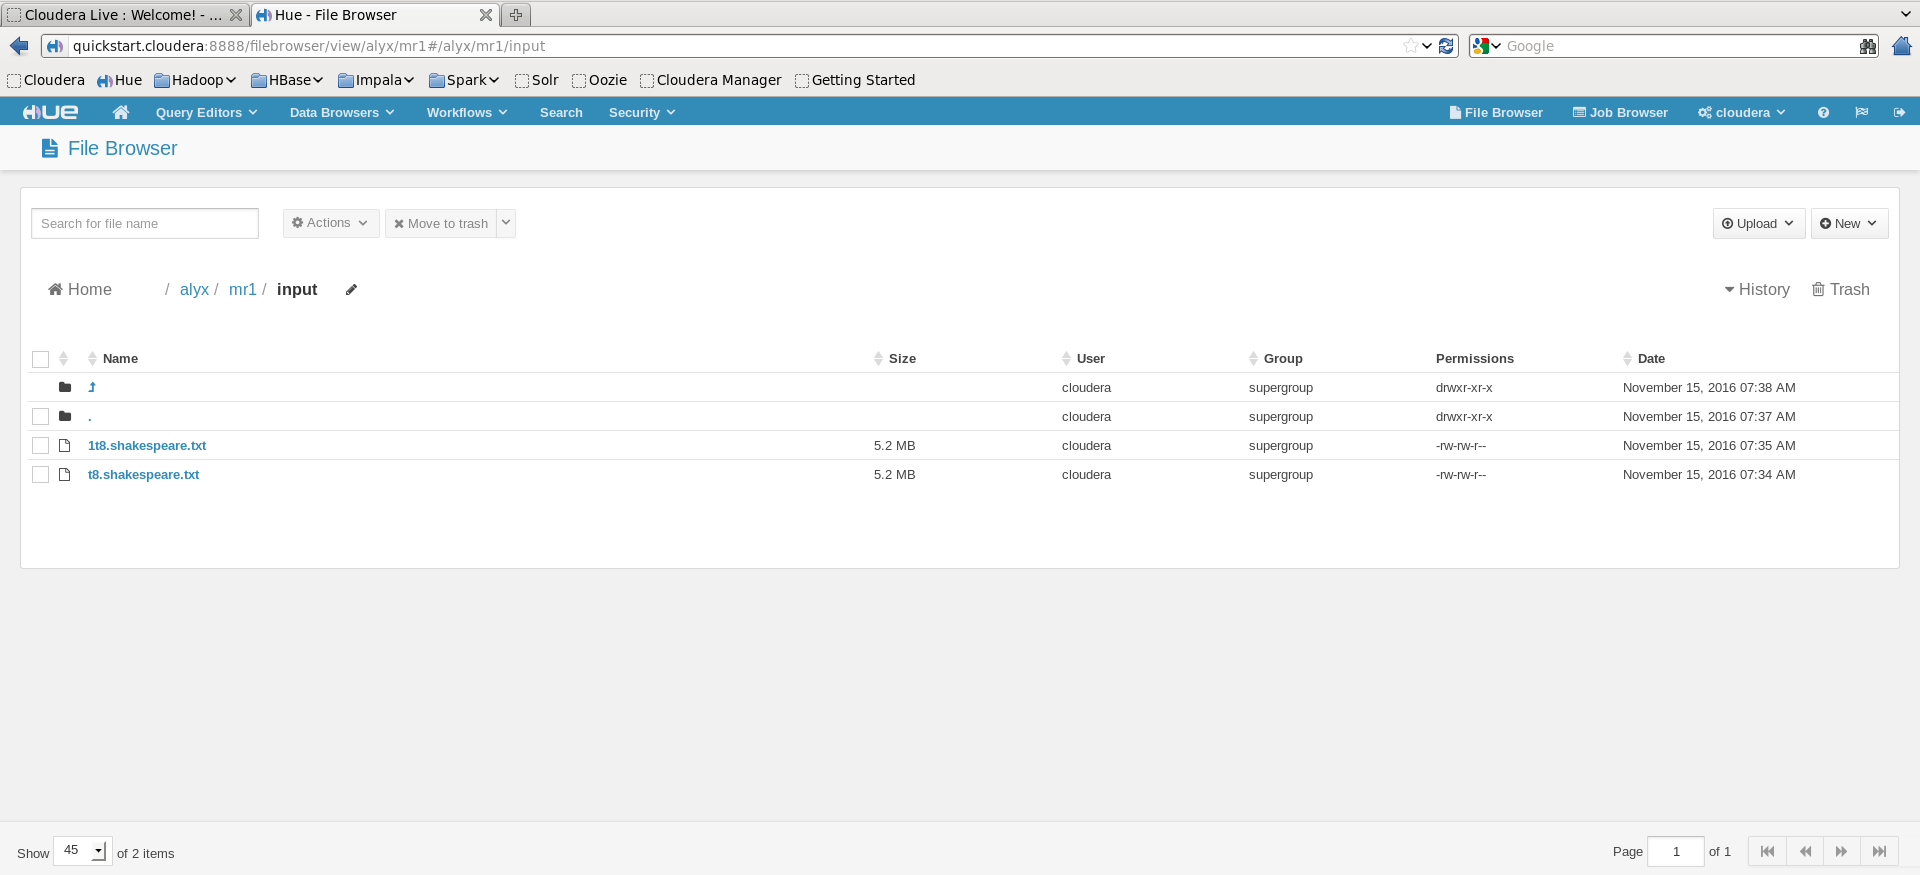 Cloudera Live : Welcome! - ... Hue - File Browser
quickstart.cloudera:8888/filebrowser/view/alyx/mr1#/alyx/mr1/input Google
Cloudera Hue Hadoop HBase Impala Spark Solr Oozie Cloudera Manager Getting Started
HUE Query Editors Data Browsers Workflows Search Security File Browser Job Browser cloudera
File Browser
Search for file name Actions Move to trash Upload New
Home / alyx / mr1 / input History Trash
Name Size User Group Permissions Date
cloudera supergroup drwxr-xr-x November 15, 2016 07:38 AM
. cloudera supergroup drwxr-xr-x November 15, 2016 07:37 AM
1t8.shakespeare.txt 5.2 MB cloudera supergroup -rw-rw-r-- November 15, 2016 07:35 AM
t8.shakespeare.txt 5.2 MB cloudera supergroup -rw-rw-r-- November 15, 2016 07:34 AM
Show 45 of 2 items Page 1 of 1